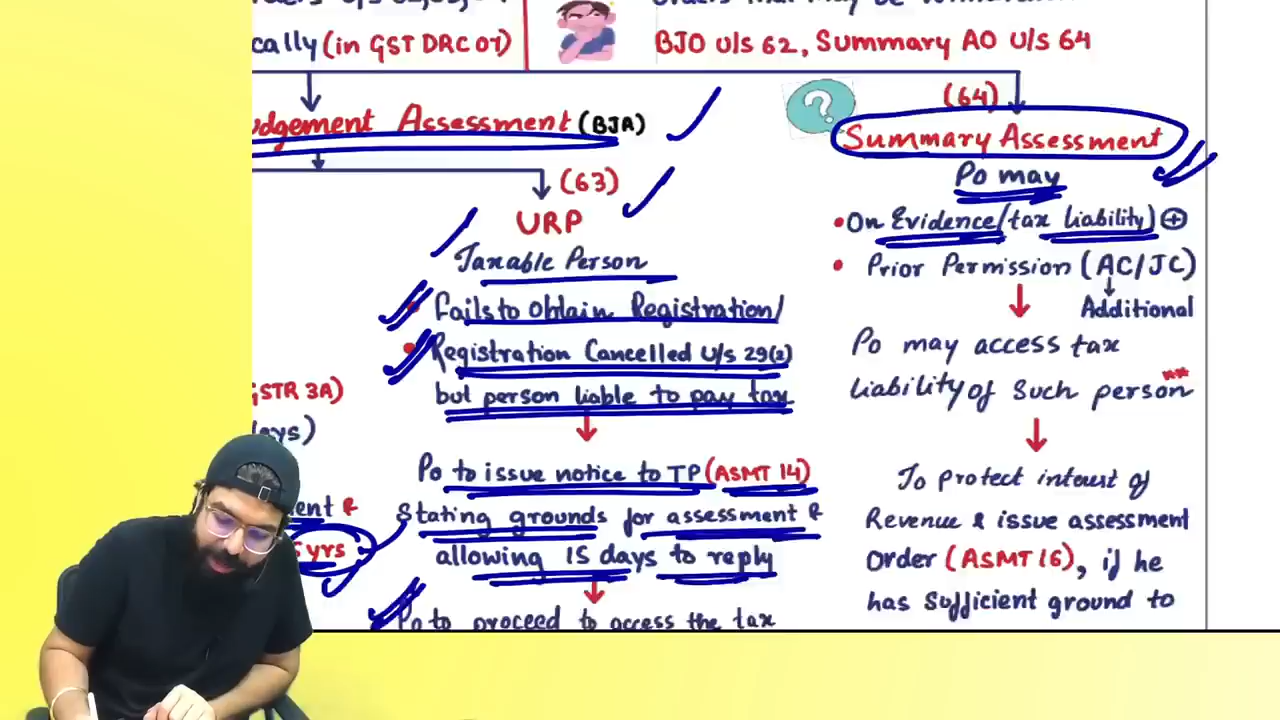 cally (in GST DRC 07)
BJO U/s 62, Summary AO U/s 64
udgement Assessment (BJA)
(63)
URP
Taxable Person
• Fails to Obtain Registration/
• Registration Cancelled U/s 29(2)
but person liable to pay tax
Po to issue notice to TP (ASMT 14)
Stating grounds for assessment &
allowing 15 days to reply
Po to proceed to access the tax
GSTR 3A)
ays)
ent &
5yrs
?
(64)
Summary Assessment
Po may
• On Evidence/tax liability) +
• Prior Permission (AC/JC)
Additional
Po may access tax
liability of Such person**
To protect interest of
Revenue & issue assessment
Order (ASMT 16), if he
has Sufficient ground to